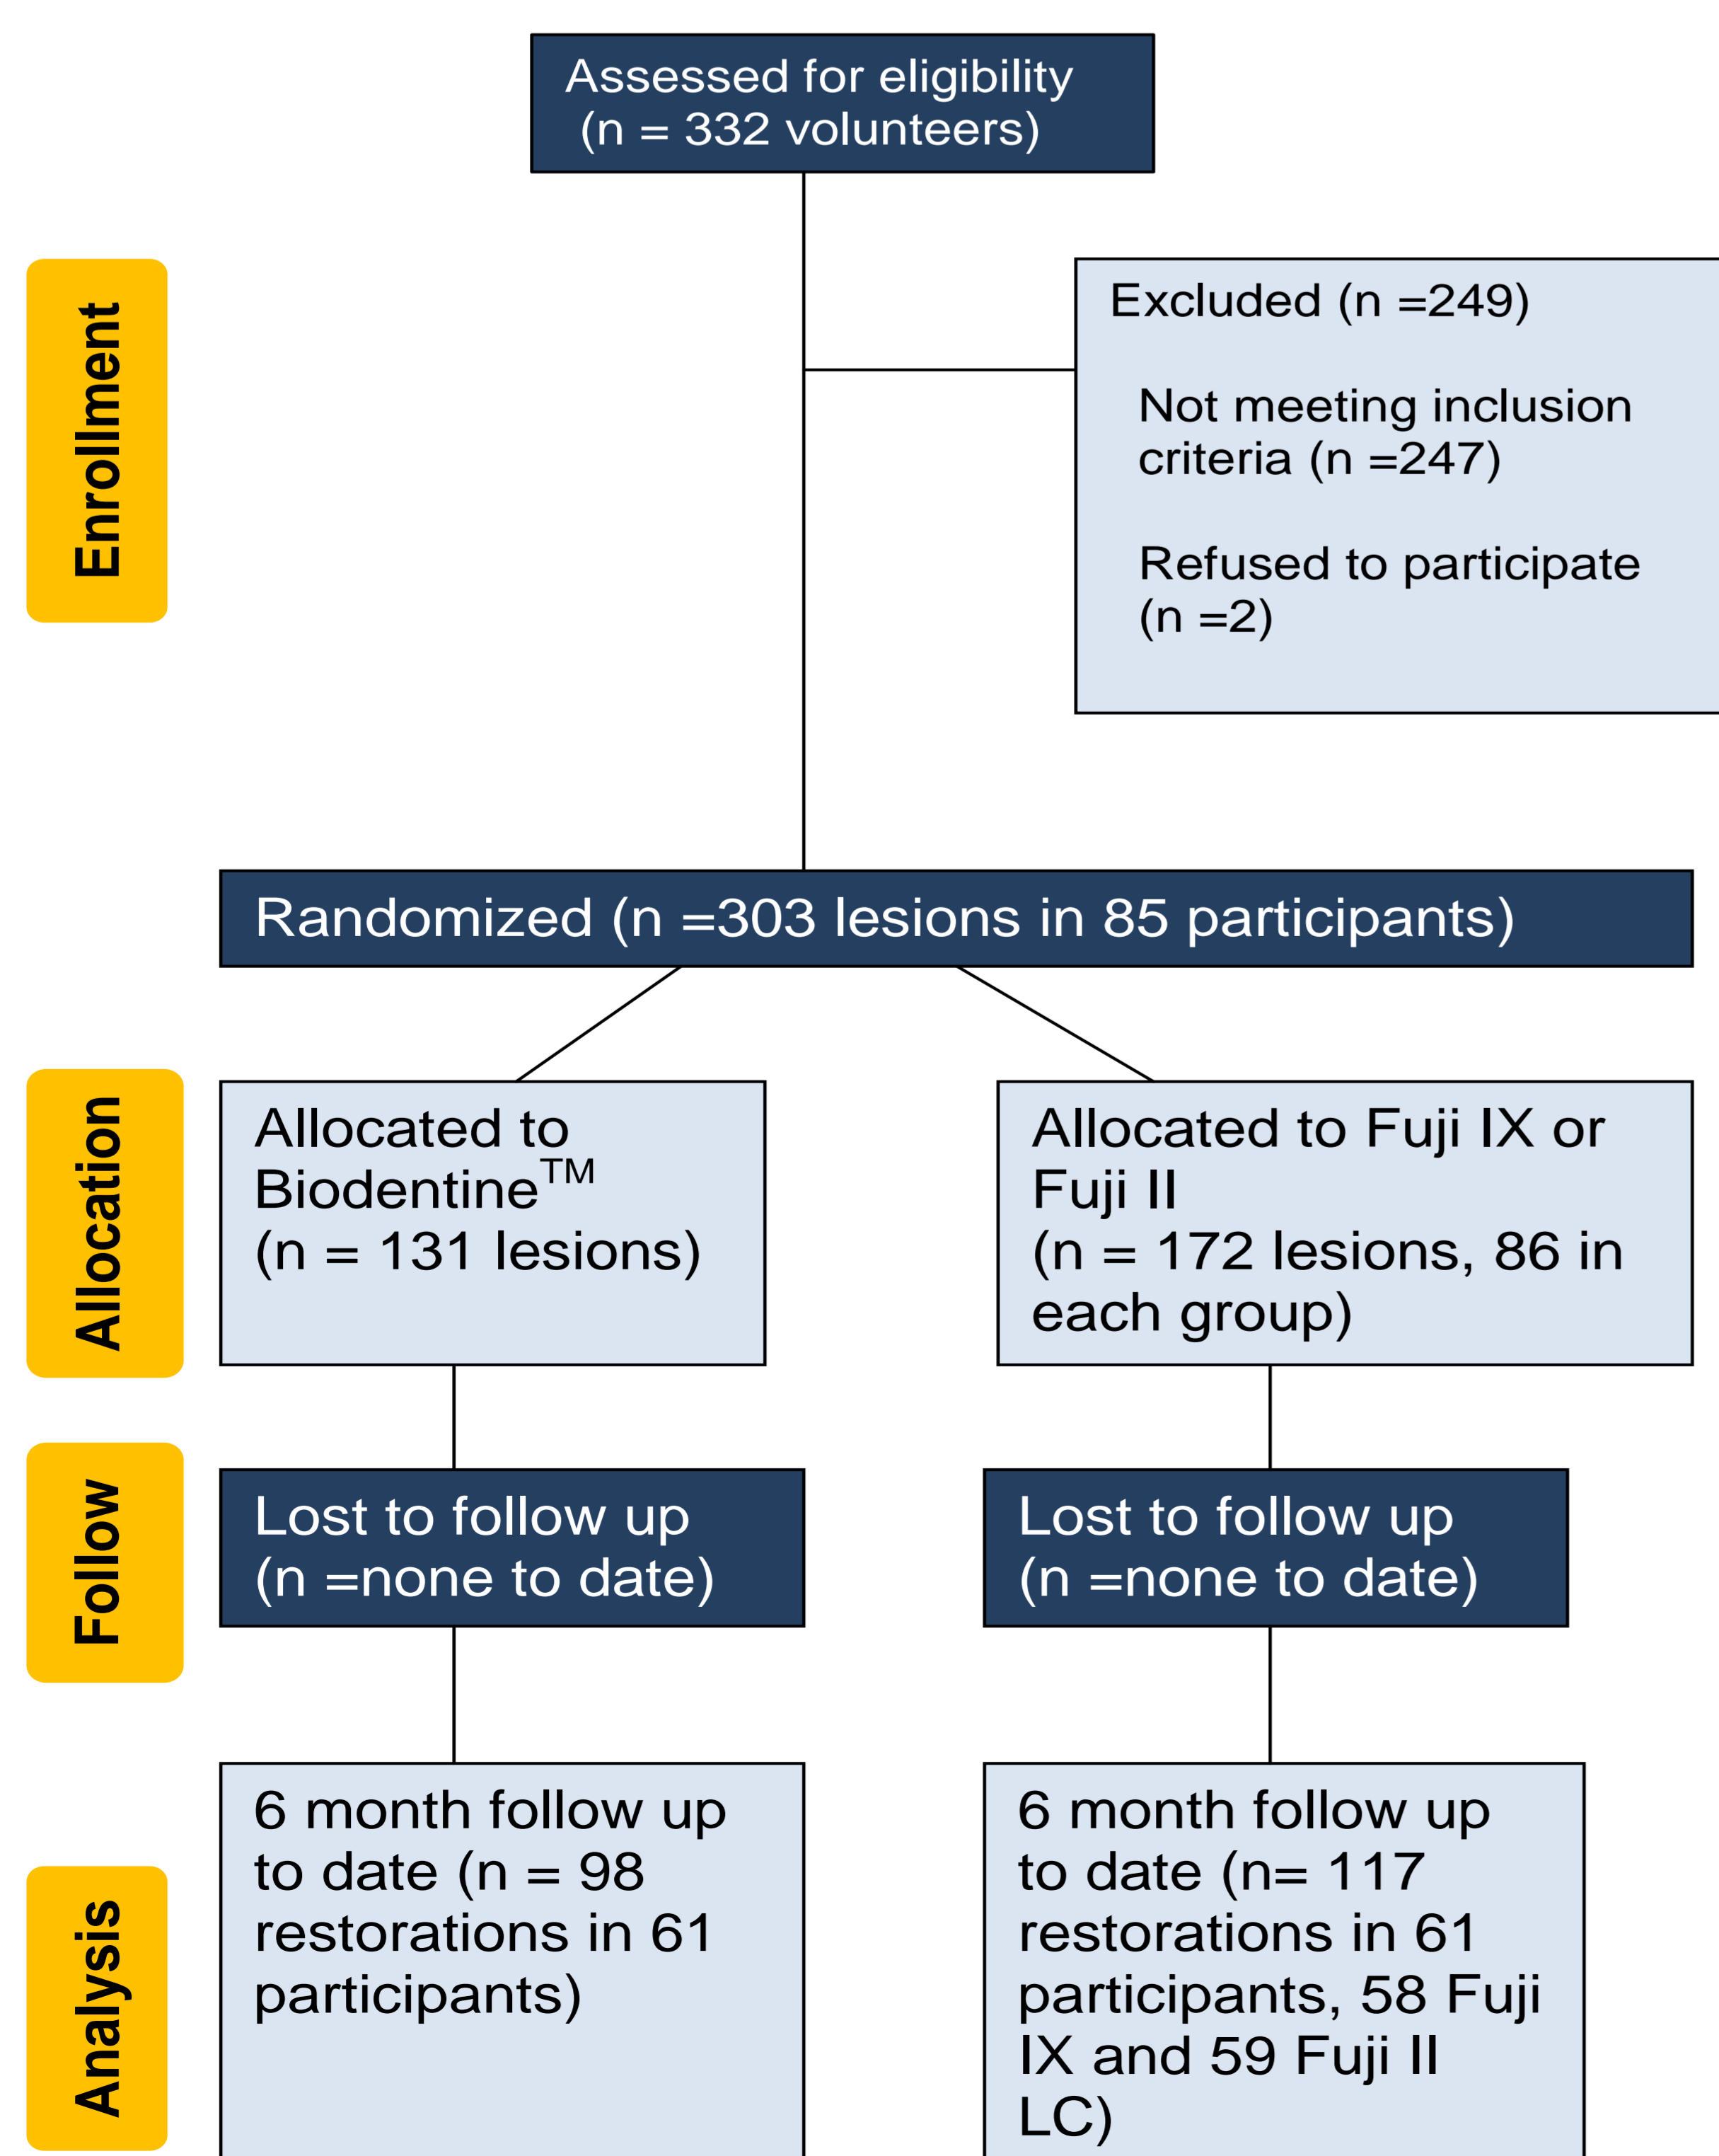 Assessed for eligibility
(n = 332 volunteers)
Enrollment
Excluded (n =249)
Not meeting inclusion
criteria (n =247)
Refused to participate
(n =2)
Randomized (n =303 lesions in 85 participants)
Allocation
Allocated to
Biodentine™
(n = 131 lesions)
Allocated to Fuji IX or
Fuji II
(n = 172 lesions, 86 in
each group)
Follow
Lost to follow up
(n =none to date)
Lost to follow up
(n =none to date)
Analysis
6 month follow up
to date (n = 98
restorations in 61
participants)
6 month follow up
to date (n= 117
restorations in 61
participants, 58 Fuji
IX and 59 Fuji II
LC)